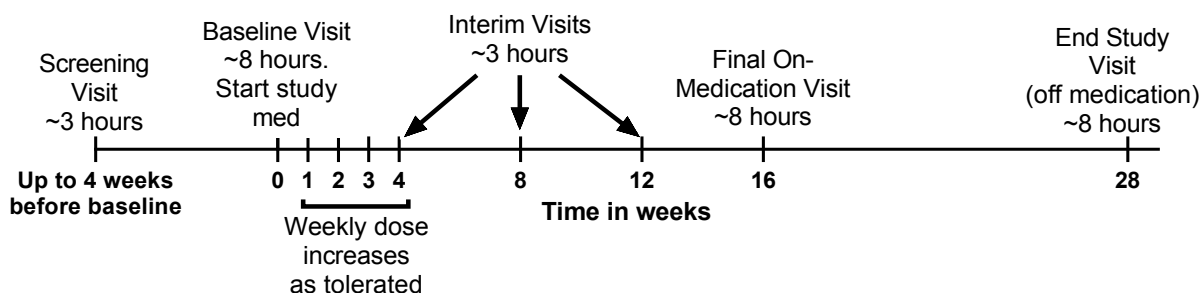 Screening
Visit
~3 hours
Baseline Visit
~8 hours.
Start study
med
Interim Visits
~3 hours
Final On-
Medication Visit
~8 hours
End Study
Visit
(off medication)
~8 hours
Up to 4 weeks
before baseline
0 1 2 3 4 8 12 16 28
Time in weeks
Weekly dose
increases
as tolerated